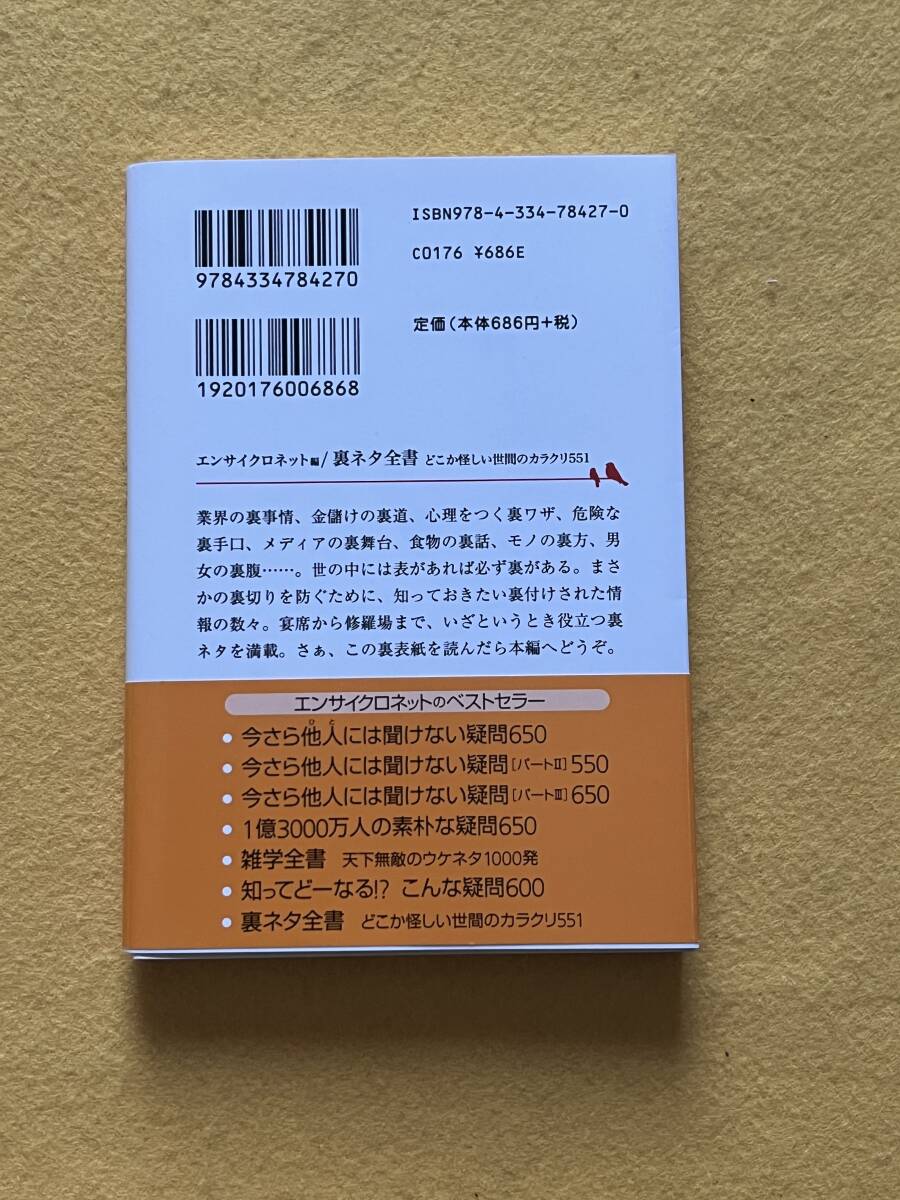 ISBN978-4-334-78427-0
9784334784270
C0176 ¥686E
定価(本体686円+税)
1920176006868
エンサイクロネット編/裏ネタ全書 どこか怪しい世間のカラクリ551
業界の裏事情、金儲けの裏道、心理をつく裏ワザ、危険な
裏手口、メディアの裏舞台、食物の裏話、モノの裏方、男
女の裏腹……。世の中には表があれば必ず裏がある。まさ
かの裏切りを防ぐために、知っておきたい裏付けされた情
報の数々。宴席から修羅場まで、いざというとき役立つ裏
ネタを満載。さぁ、この裏表紙を読んだら本編へどうぞ。
エンサイクロネットのベストセラー
ひと
• 今さら他人には聞けない疑問650
• 今さら他人には聞けない疑問[パートⅡ]550
• 今さら他人には聞けない疑問[パートⅢ]650
• 1億3000万人の素朴な疑問650
• 雑学全書 天下無敵のウケネタ1000発
• 知ってどーなる!? こんな疑問600
• 裏ネタ全書 どこか怪しい世間のカラクリ551